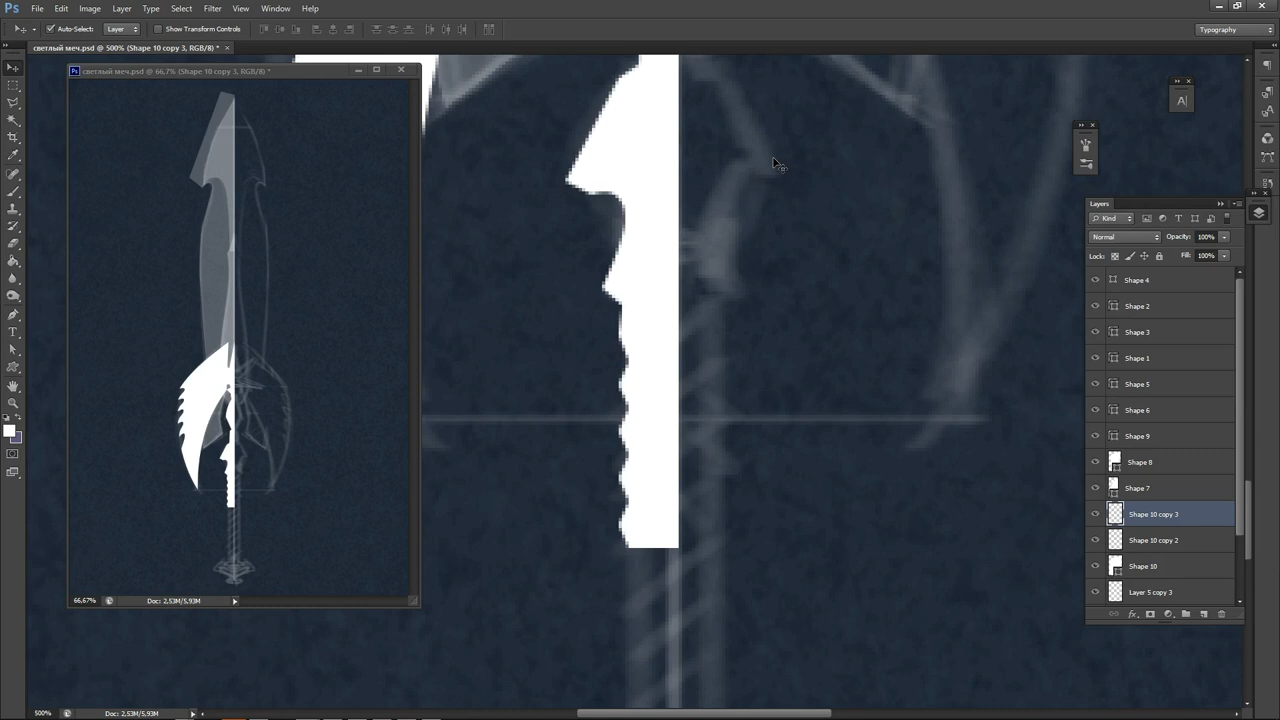 Ps File Edit Image Layer Type Select Filter View Window Help
Auto-Select: Layer Show Transform Controls Typography
светлый меч.psd @ 500% (Shape 10 copy 3, RGB/8) * ×
Ps светлый меч.psd @ 66,7% (Shape 10 copy 3, RGB/8) *
A
Layers
Kind
Normal Opacity: 100%
Lock: Fill: 100%
Shape 4
Shape 2
Shape 3
Shape 1
Shape 5
Shape 6
Shape 9
Shape 8
Shape 7
Shape 10 copy 3
Shape 10 copy 2
Shape 10
Layer 5 copy 3
fx
66,67% Doc: 2,53M/5,93M
500% Doc: 2,53M/5,93M